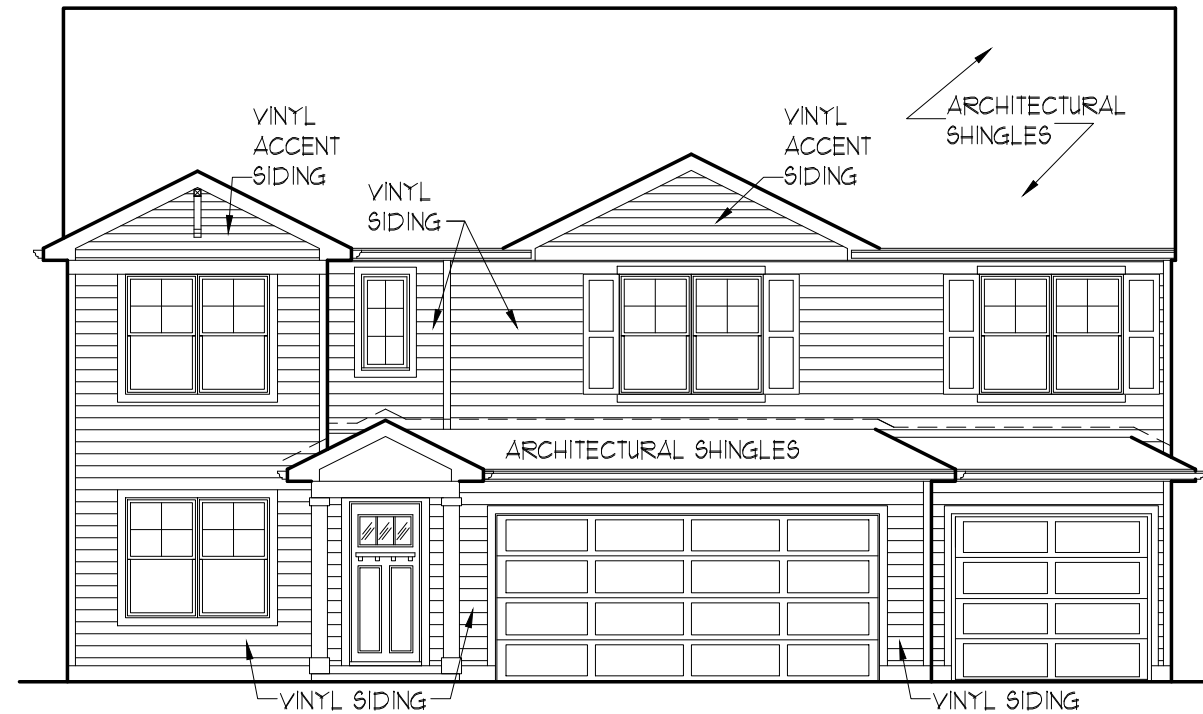 VINYL
ACCENT
SIDING
VINYL
SIDING
VINYL
ACCENT
SIDING
ARCHITECTURAL
SHINGLES
ARCHITECTURAL SHINGLES
VINYL SIDING
VINYL SIDING